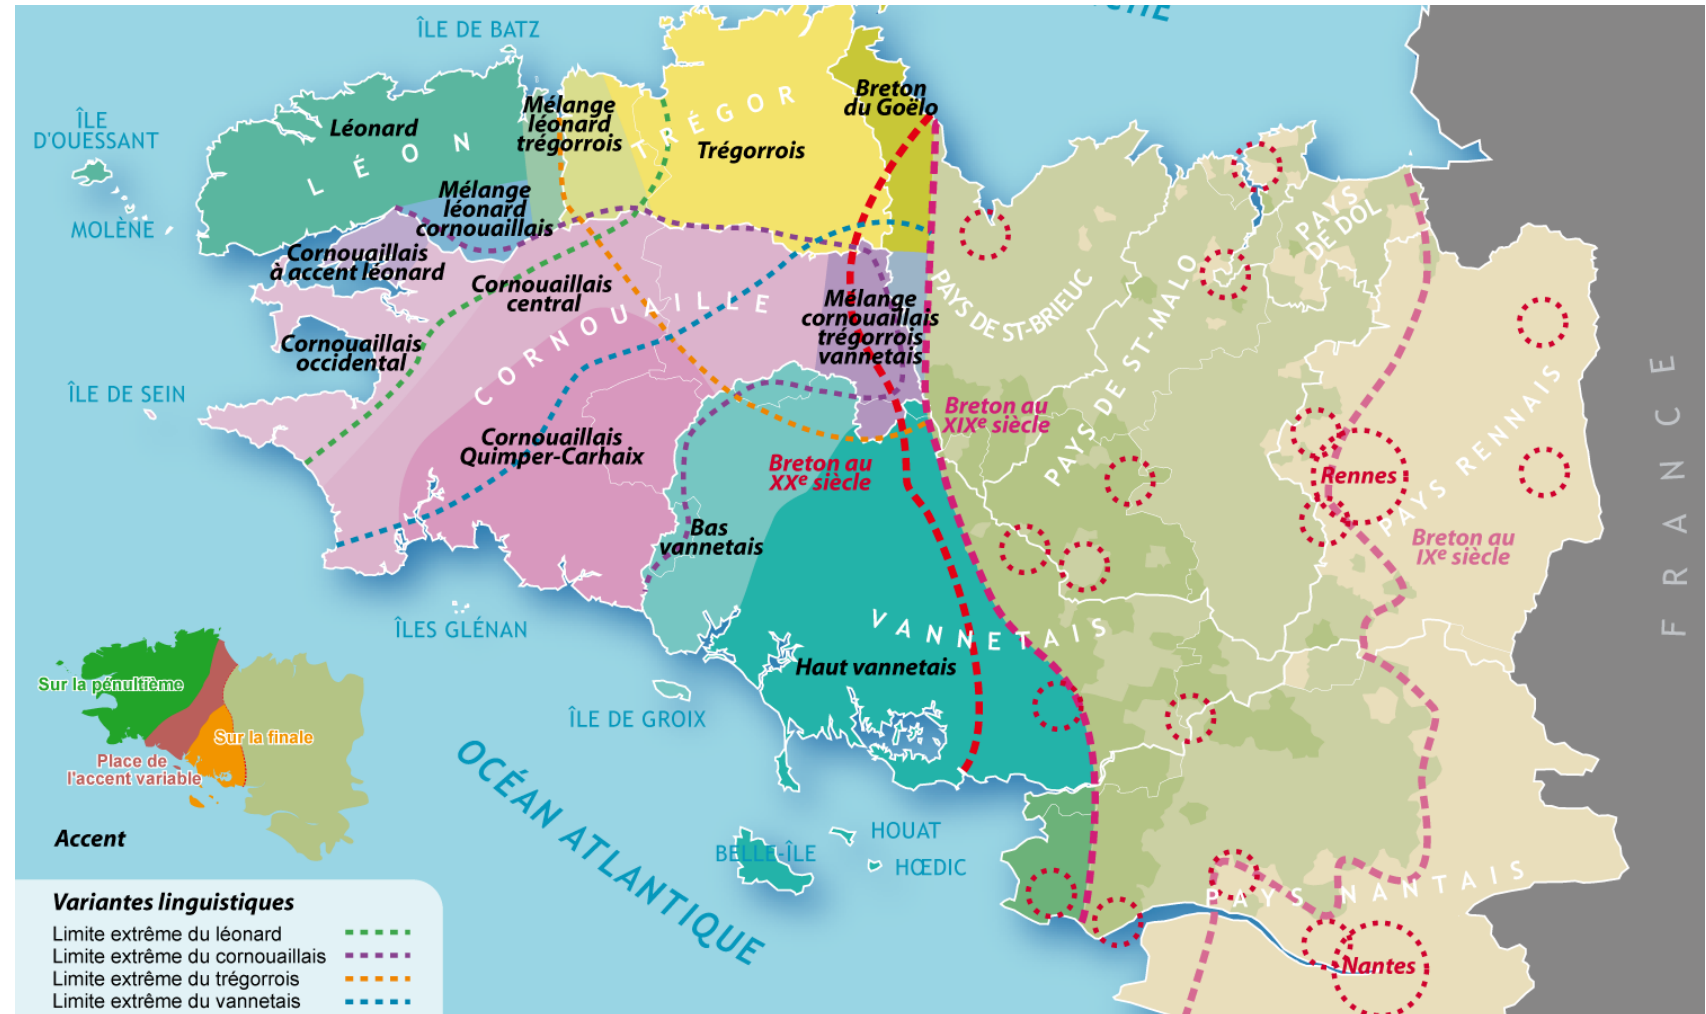 ÎLE DE BATZ
ÎLE
D'OUESSANT
MOLÈNE
ÎLE DE SEIN
ÎLES GLÉNAN
ÎLE DE GROIX
BELLE-ÎLE
HOUAT
HŒDIC
OCÉAN ATLANTIQUE
FRANCE
LÉON
TRÉGOR
CORNOUAILLE
VANNETAIS
PAYS DE ST-BRIEUC
PAYS DE ST-MALO
PAYS
DE DOL
PAYS RENNAIS
PAYS NANTAIS
Léonard
Mélange
léonard
trégorrois
Trégorrois
Breton
du Goëlo
Mélange
léonard
cornouaillais
Cornouaillais
à accent léonard
Cornouaillais
central
Cornouaillais
occidental
Mélange
cornouaillais
trégorrois
vannetais
Cornouaillais
Quimper-Carhaix
Bas
vannetais
Haut vannetais
Breton au
XIXe siècle
Breton au
XXe siècle
Breton au
IXe siècle
Rennes
Nantes
Sur la pénultième
Sur la finale
Place de
l'accent variable
Accent
Variantes linguistiques
Limite extrême du léonard
Limite extrême du cornouaillais
Limite extrême du trégorrois
Limite extrême du vannetais